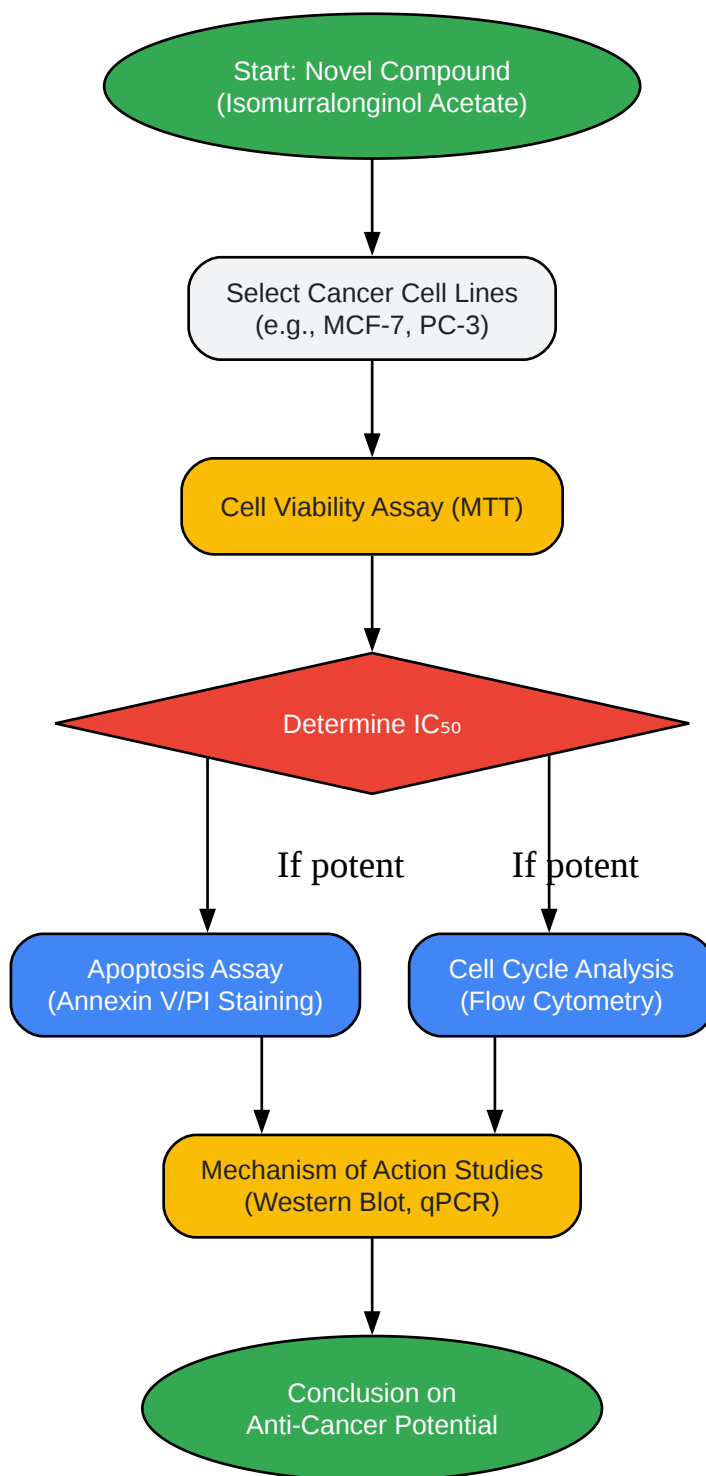 Start: Novel Compound
(Isomurralonginol Acetate)
Select Cancer Cell Lines
(e.g., MCF-7, PC-3)
Cell Viability Assay (MTT)
Determine IC₅₀
If potent
If potent
Apoptosis Assay
(Annexin V/PI Staining)
Cell Cycle Analysis
(Flow Cytometry)
Mechanism of Action Studies
(Western Blot, qPCR)
Conclusion on
Anti-Cancer Potential